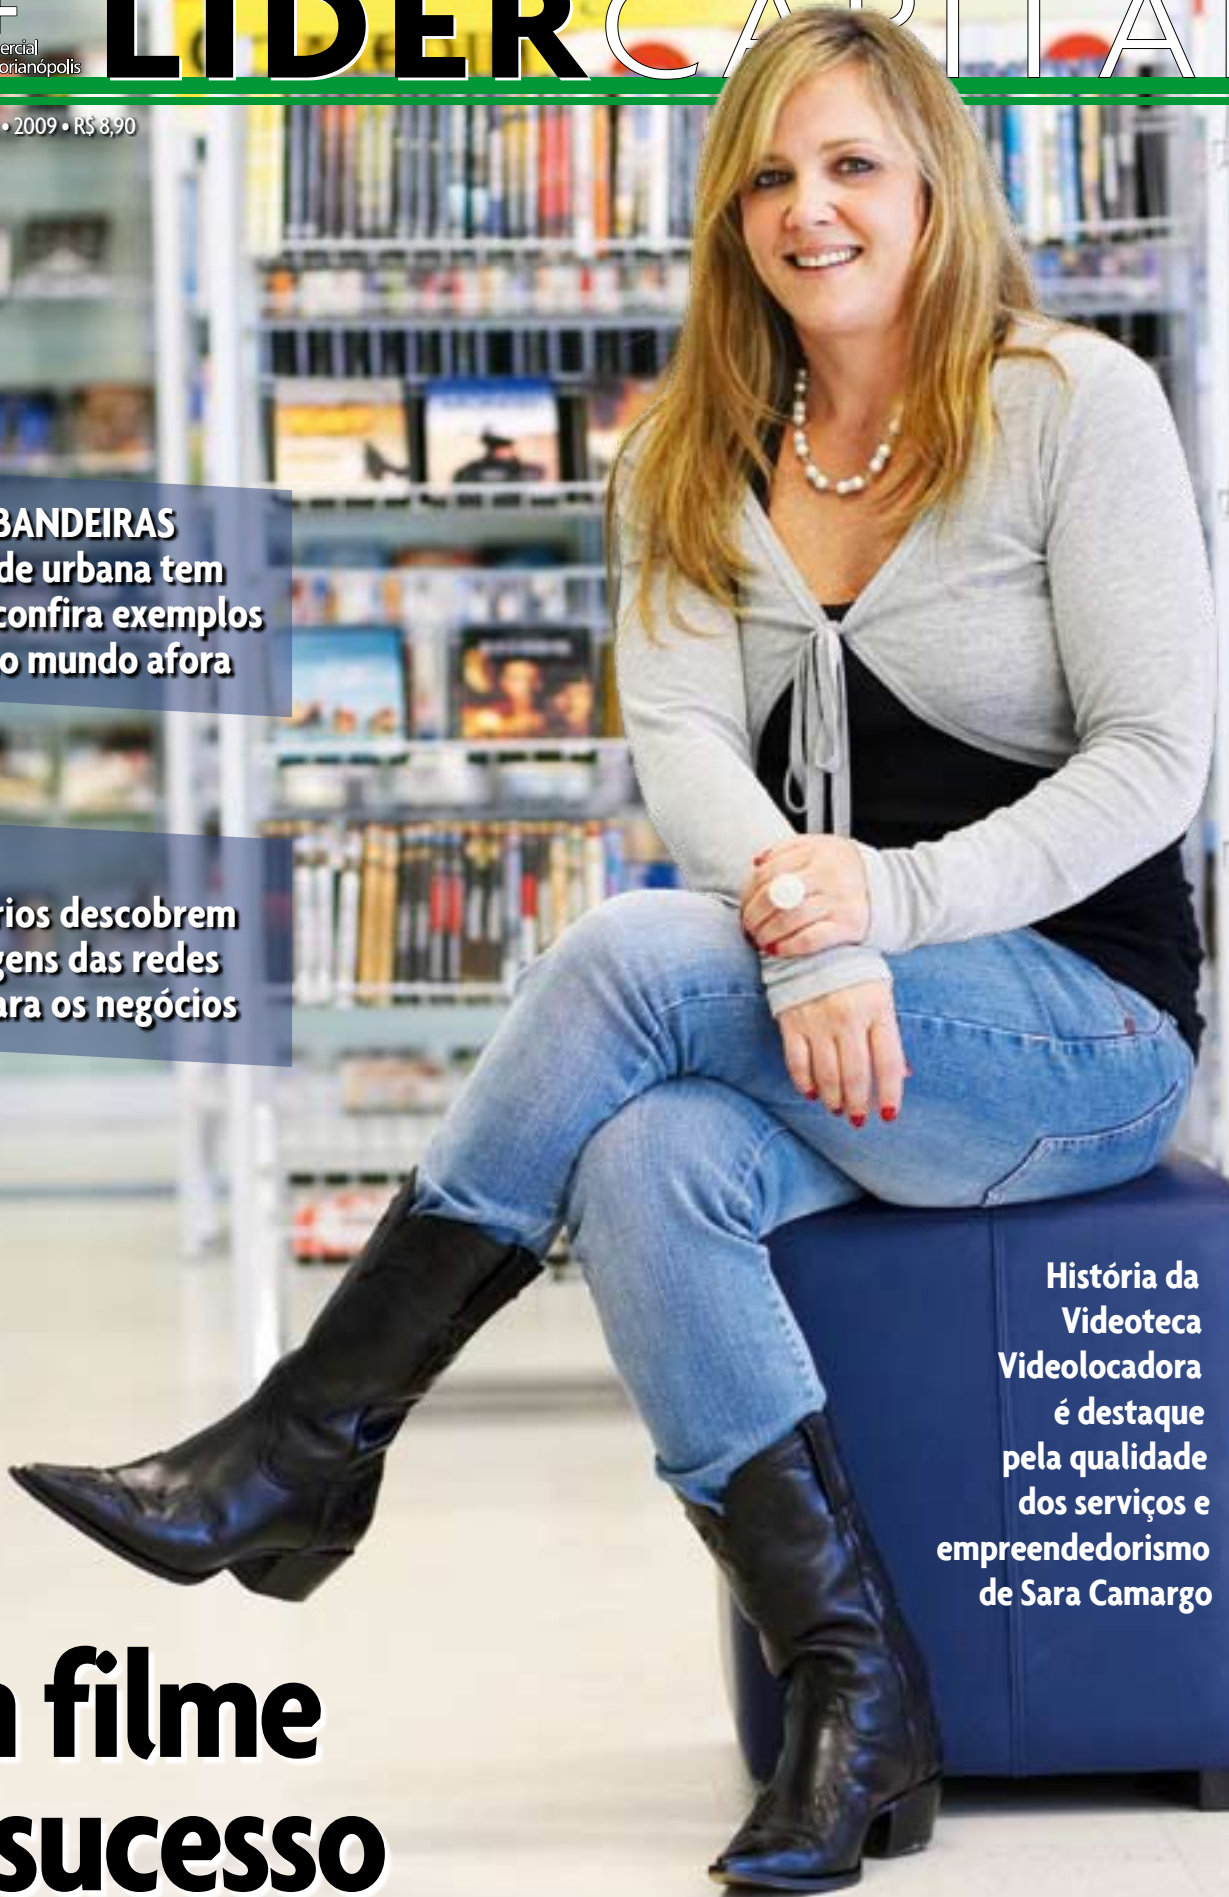 ercial
orianópolis
LÍDERCAPITA
• 2009 • R$ 8,90
BANDEIRAS
de urbana tem
confira exemplos
o mundo afora
rios descobrem
gens das redes
ara os negócios
História da
Videoteca
Videolocadora
é destaque
pela qualidade
dos serviços e
empreendedorismo
de Sara Camargo
filme
sucesso